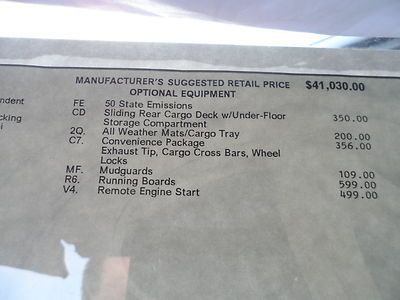 MANUFACTURER'S SUGGESTED RETAIL PRICE $41,030.00
OPTIONAL EQUIPMENT
FE 50 State Emissions
CD Sliding Rear Cargo Deck w/Under-Floor 350.00
Storage Compartment
2Q. All Weather Mats/Cargo Tray 200.00
C7. Convenience Package 356.00
Exhaust Tip, Cargo Cross Bars, Wheel
Locks
MF. Mudguards 109.00
R6. Running Boards 599.00
V4. Remote Engine Start 499.00
ndent
cking
i